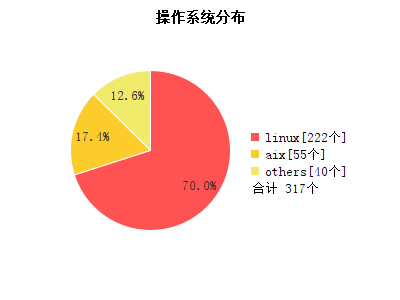 操作系统分布
12.6%
17.4%
70.0%
linux[222个]
aix[55个]
others[40个]
合计 317个